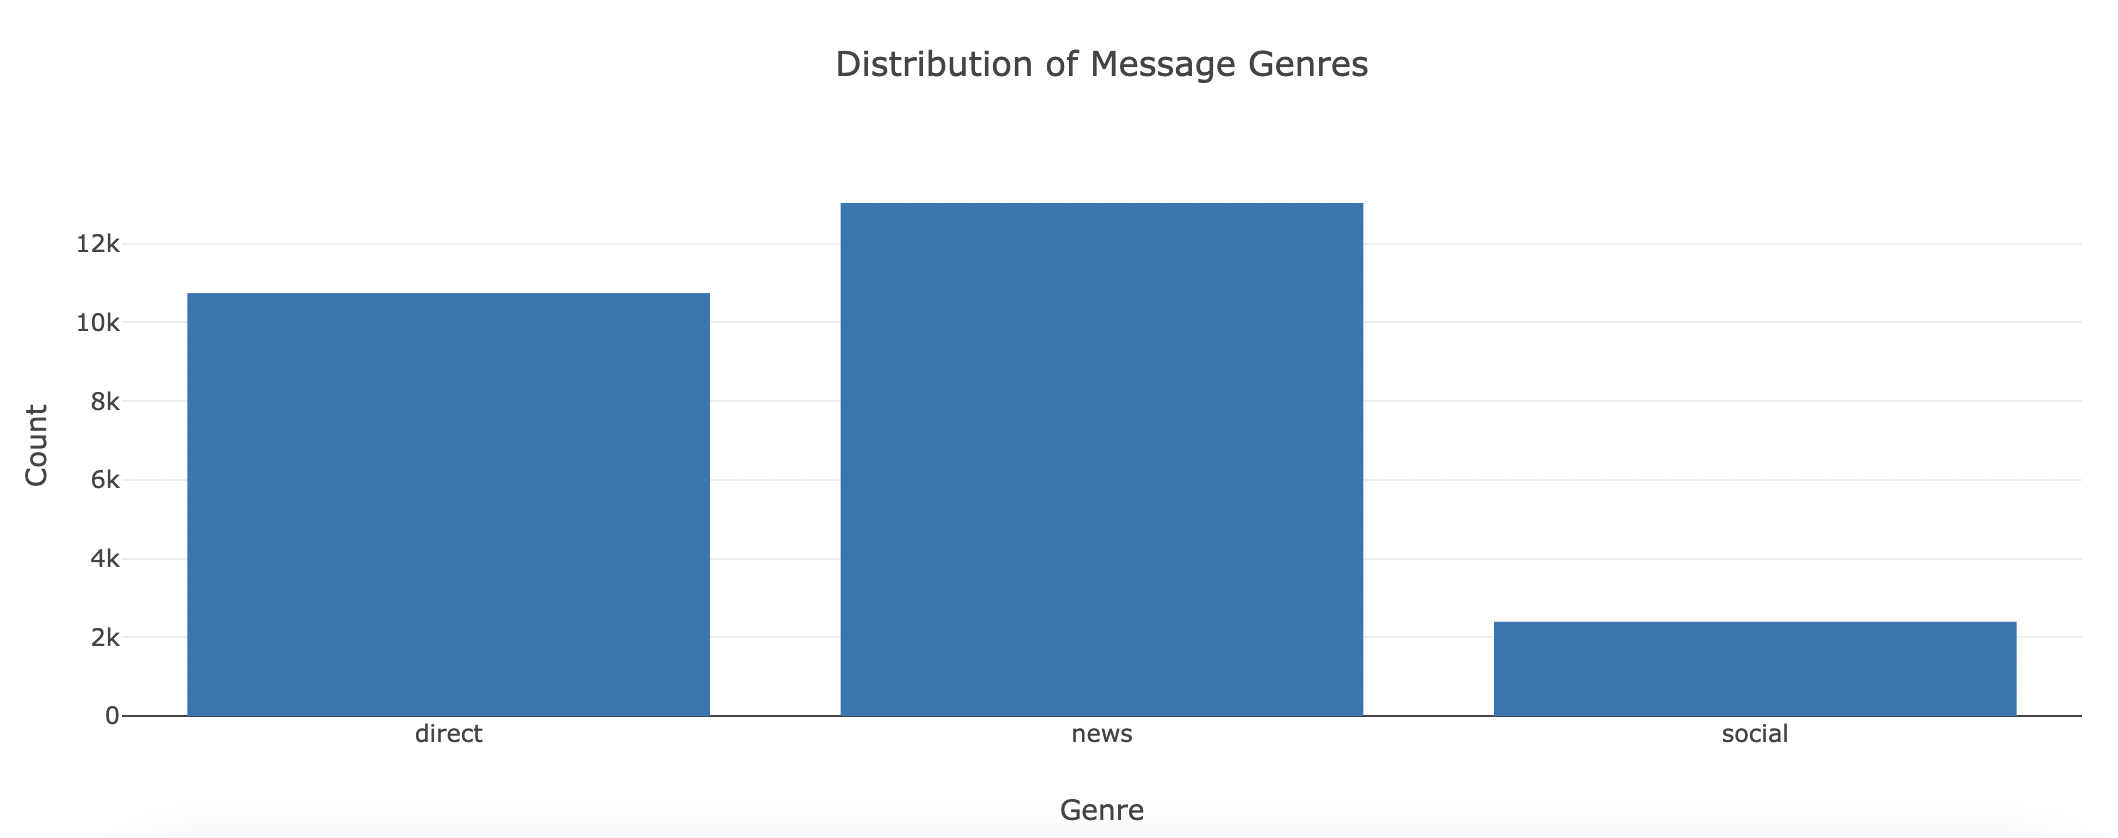 Distribution of Message Genres
12k
10k
8k
6k
4k
2k
0
Count
direct
news
social
Genre